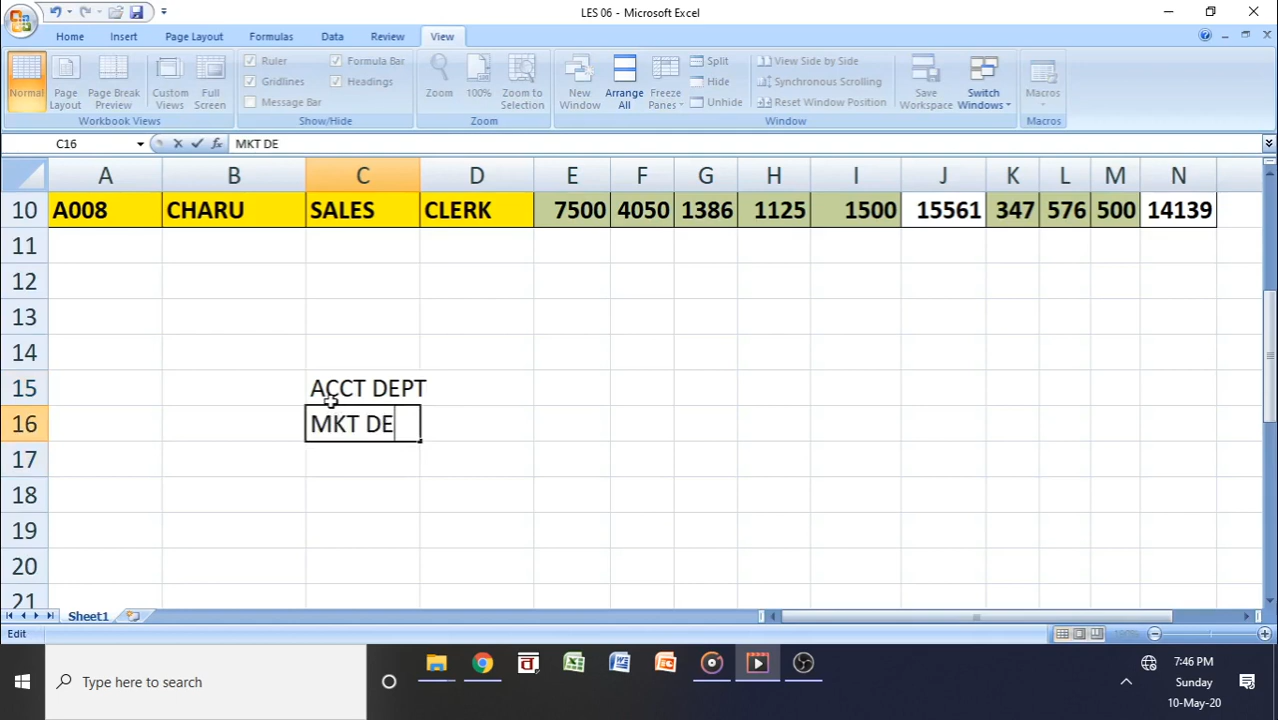 LES 06 - Microsoft Excel
Home Insert Page Layout Formulas Data Review View
Normal Page Layout Page Break Preview Custom Views Full Screen
Workbook Views
Ruler Formula Bar
Gridlines Headings
Message Bar
Show/Hide
Zoom 100% Zoom to Selection
Zoom
New Window Arrange All Freeze Panes Split Hide Unhide
View Side by Side
Synchronous Scrolling
Reset Window Position
Save Workspace Switch Windows
Window
Macros
Macros
C16 fx MKT DE
A B C D E F G H I J K L M N
10 A008 CHARU SALES CLERK 7500 4050 1386 1125 1500 15561 347 576 500 14139
11
12
13
14
15 ACCT DEPT
16 MKT DE
17
18
19
20
21
Sheet1
Edit
Type here to search
7:46 PM
Sunday
10-May-20